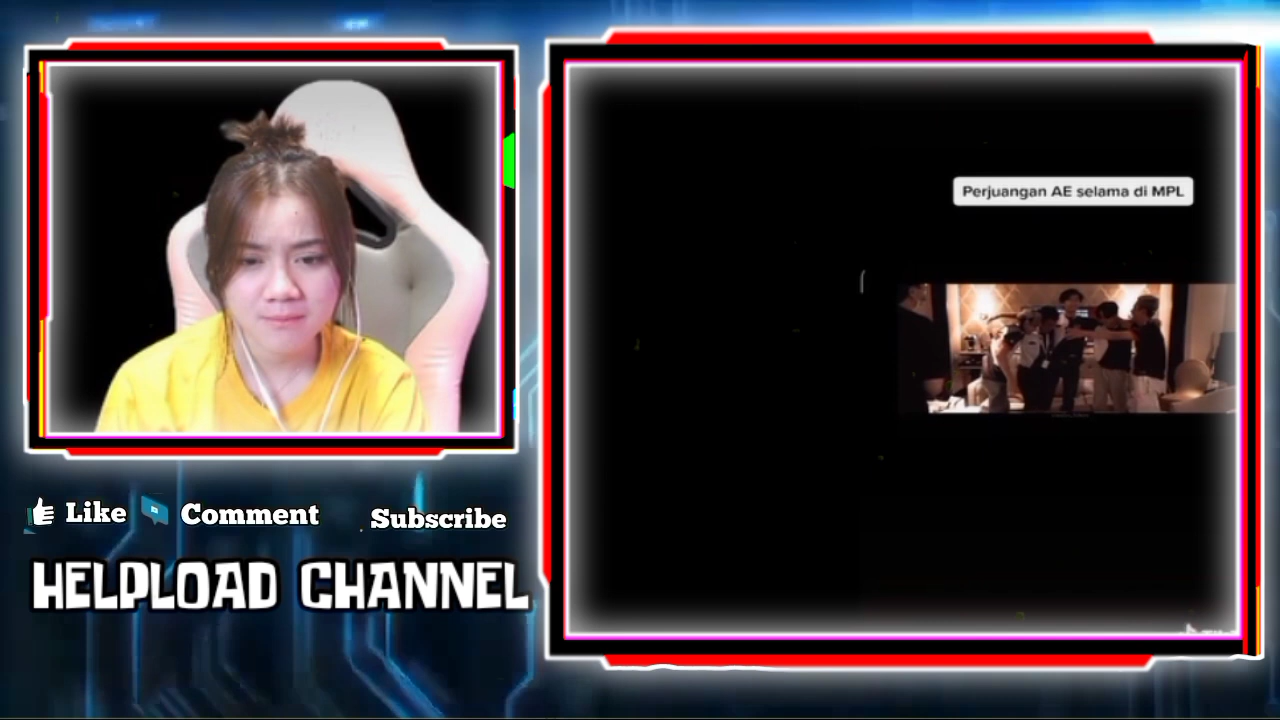 Perjuangan AE selama di MPL
Like
Comment
Subscribe
HELPLOAD CHANNEL